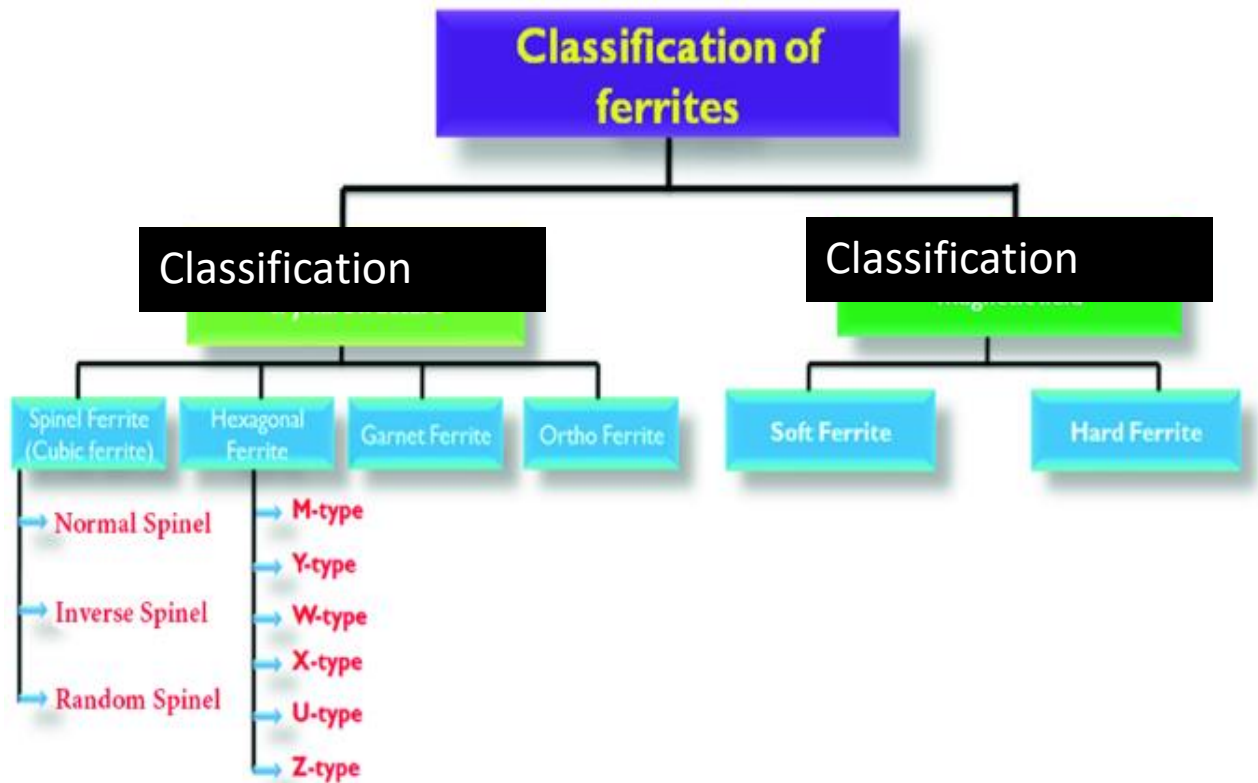 Classification of
ferrites
Classification
Classification
Spinel Ferrite
(Cubic ferrite)
Hexagonal
Ferrite
Garnet Ferrite
Ortho Ferrite
Soft Ferrite
Hard Ferrite
Normal Spinel
Inverse Spinel
Random Spinel
M-type
Y-type
W-type
X-type
U-type
Z-type